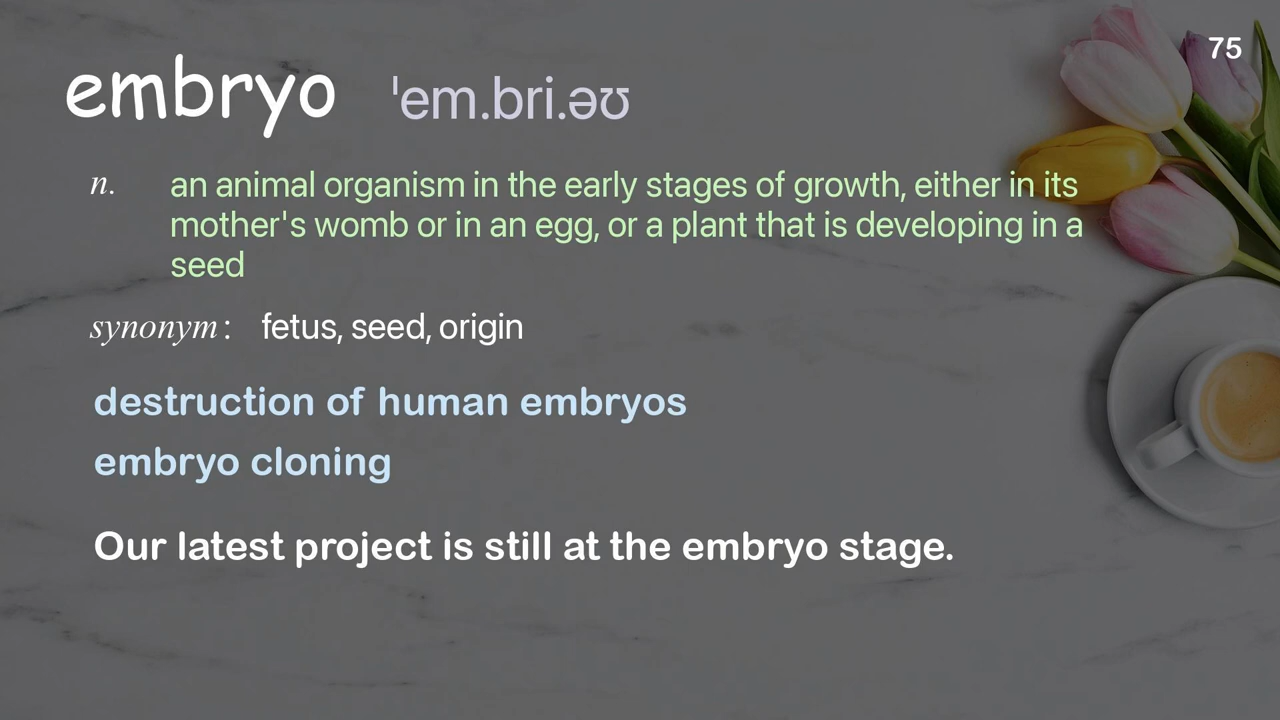 75
embryo ˈem.bri.əʊ
n. an animal organism in the early stages of growth, either in its
mother's womb or in an egg, or a plant that is developing in a
seed
synonym: fetus, seed, origin
destruction of human embryos
embryo cloning
Our latest project is still at the embryo stage.